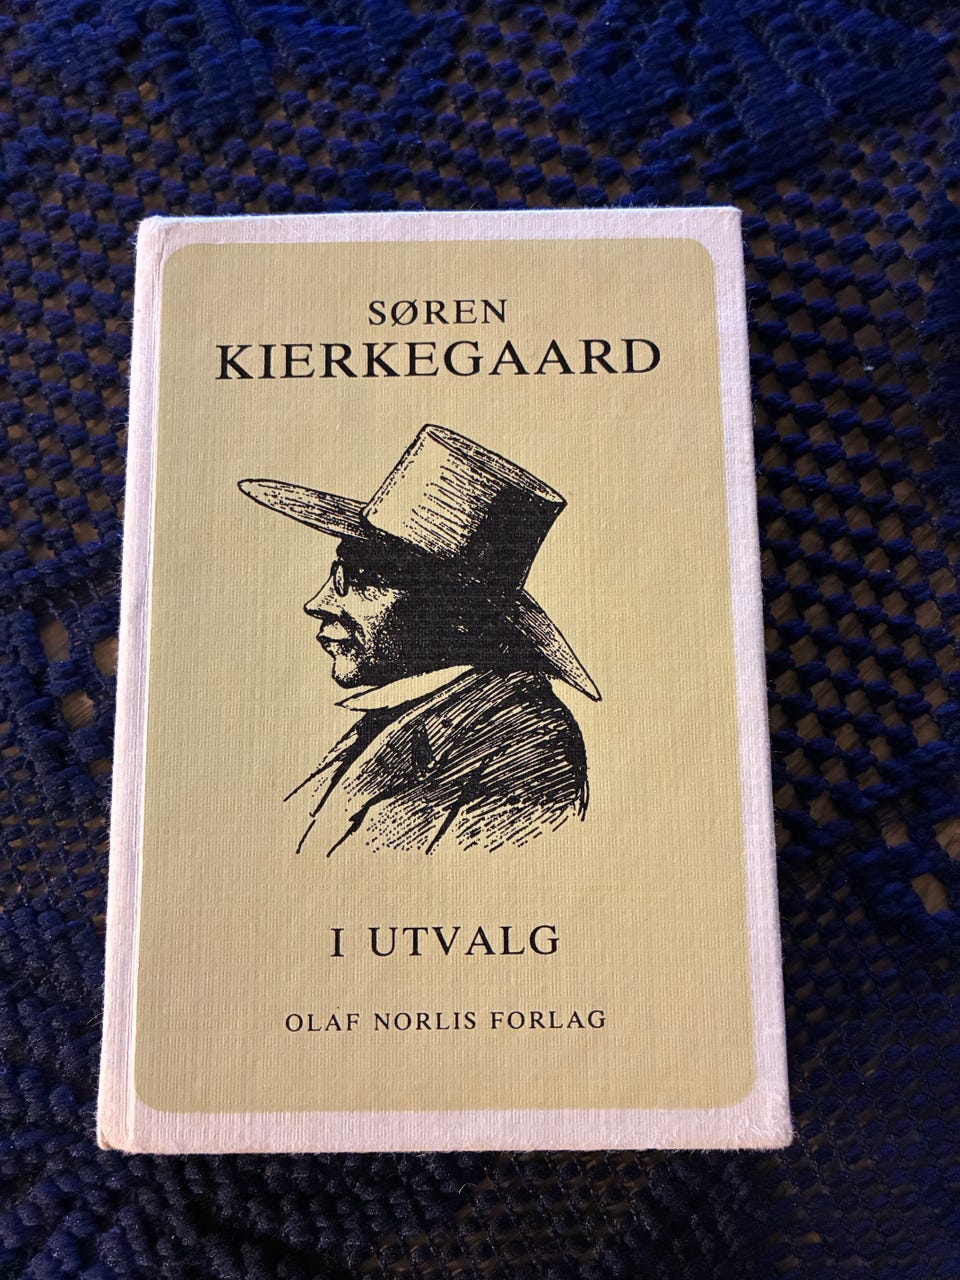 SØREN
KIERKEGAARD
I UTVALG
OLAF NORLIS FORLAG